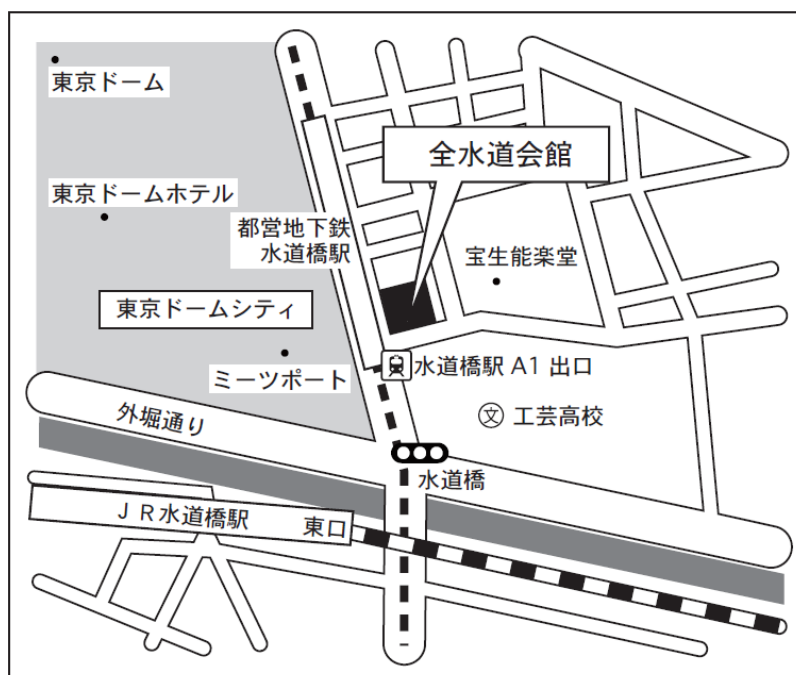 東京ドーム
全水道会館
東京ドームホテル
都営地下鉄
水道橋駅
宝生能楽堂
東京ドームシティ
ミーツポート
水道橋駅 A1 出口
外堀通り
文 工芸高校
水道橋
ＪＲ水道橋駅 東口